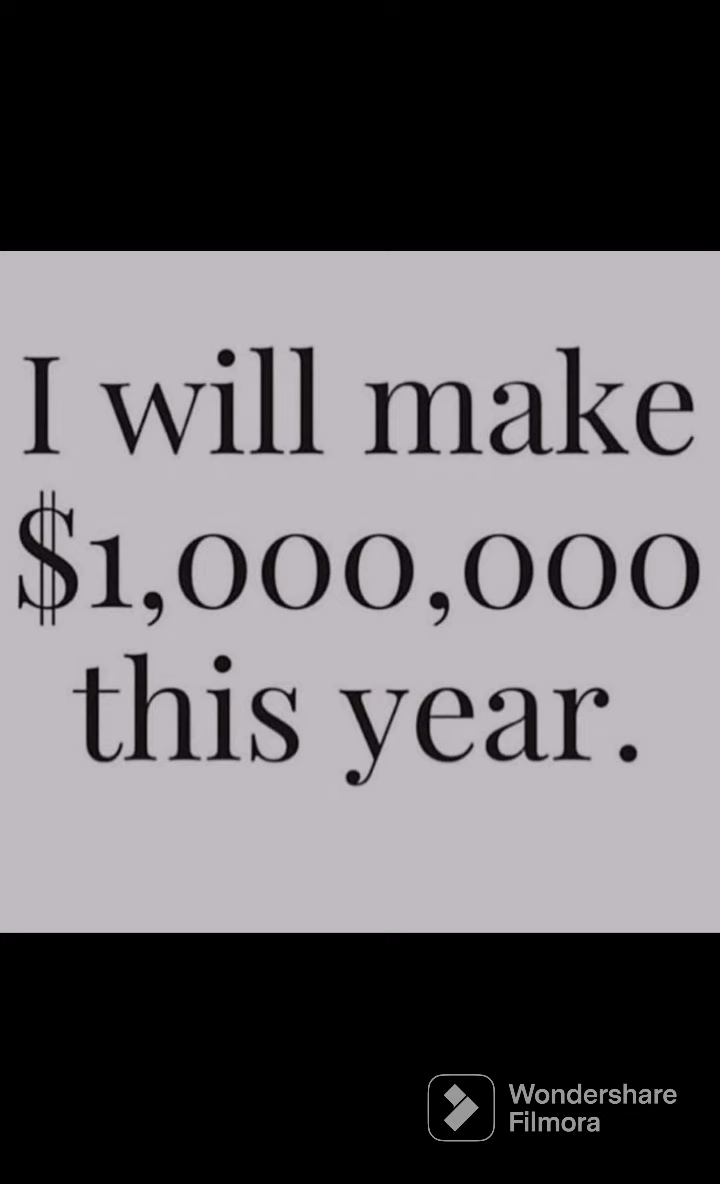 I will make
$1,000,000
this year.
Wondershare
Filmora